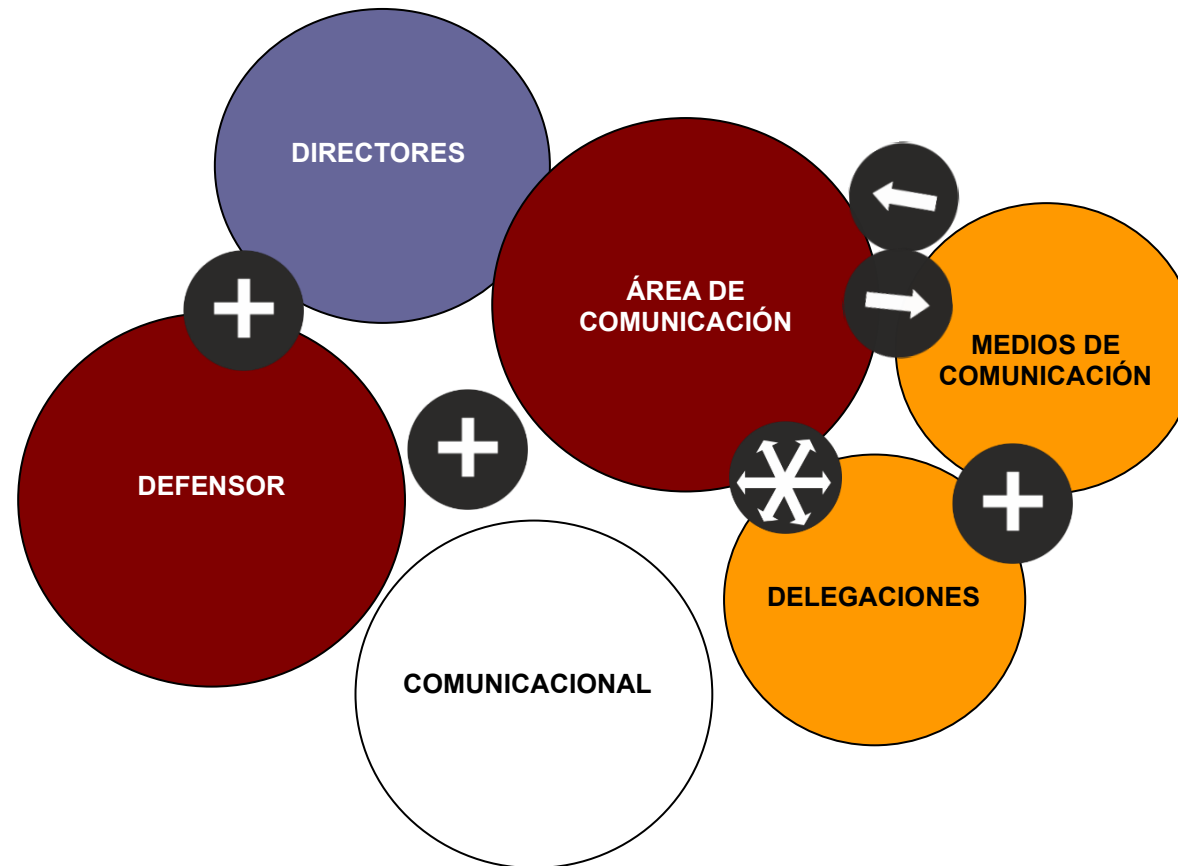 DIRECTORES
ÁREA DE
COMUNICACIÓN
MEDIOS DE
COMUNICACIÓN
DEFENSOR
DELEGACIONES
COMUNICACIONAL